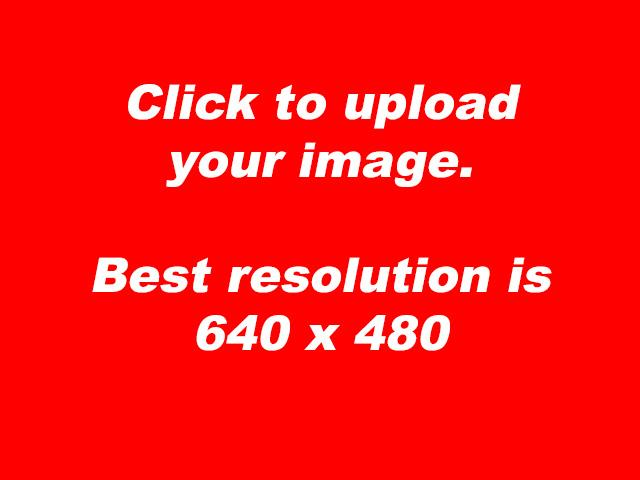 Click to upload
your image.
Best resolution is
640 x 480